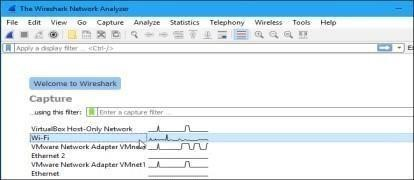 The Wireshark Network Analyzer
File Edit View Go Capture Analyze Statistics Telephony Wireless Tools Help
Apply a display filter ... <Ctrl-/>
Welcome to Wireshark
Capture
...using this filter: Enter a capture filter ...
VirtualBox Host-Only Network
Wi-Fi
VMware Network Adapter VMnet
Ethernet 2
VMware Network Adapter VMnet1
Ethernet